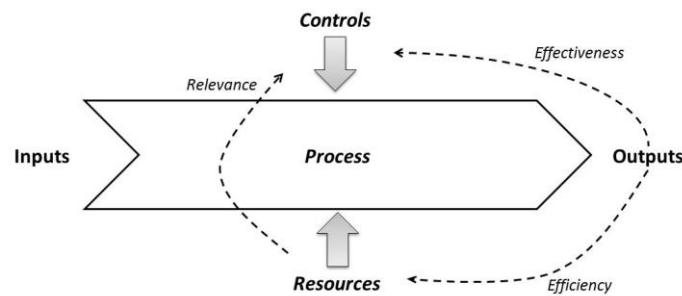 Controls
Effectiveness
Relevance
Inputs
Process
Outputs
Resources
Efficiency